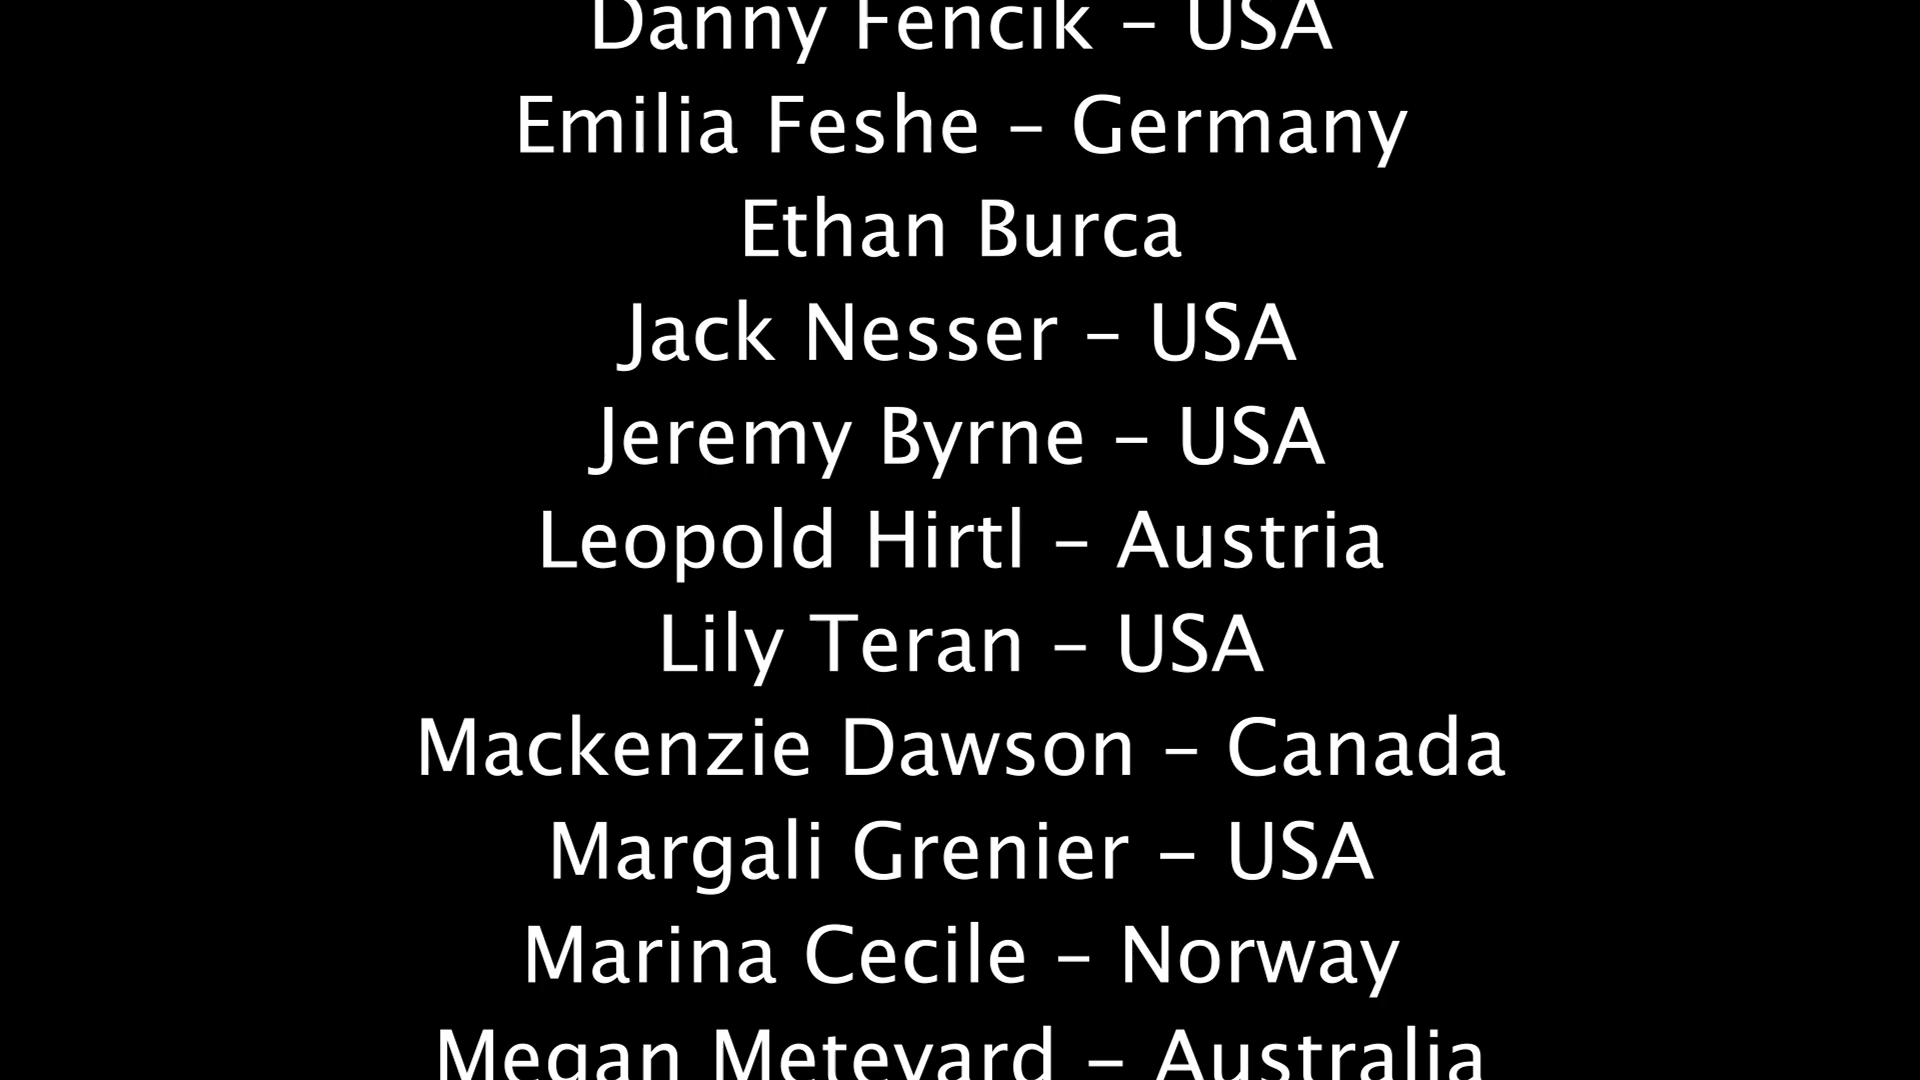 Danny Fencik – USA
Emilia Feshe – Germany
Ethan Burca
Jack Nesser – USA
Jeremy Byrne – USA
Leopold Hirtl – Austria
Lily Teran – USA
Mackenzie Dawson – Canada
Margali Grenier – USA
Marina Cecile – Norway
Megan Meteyard – Australia